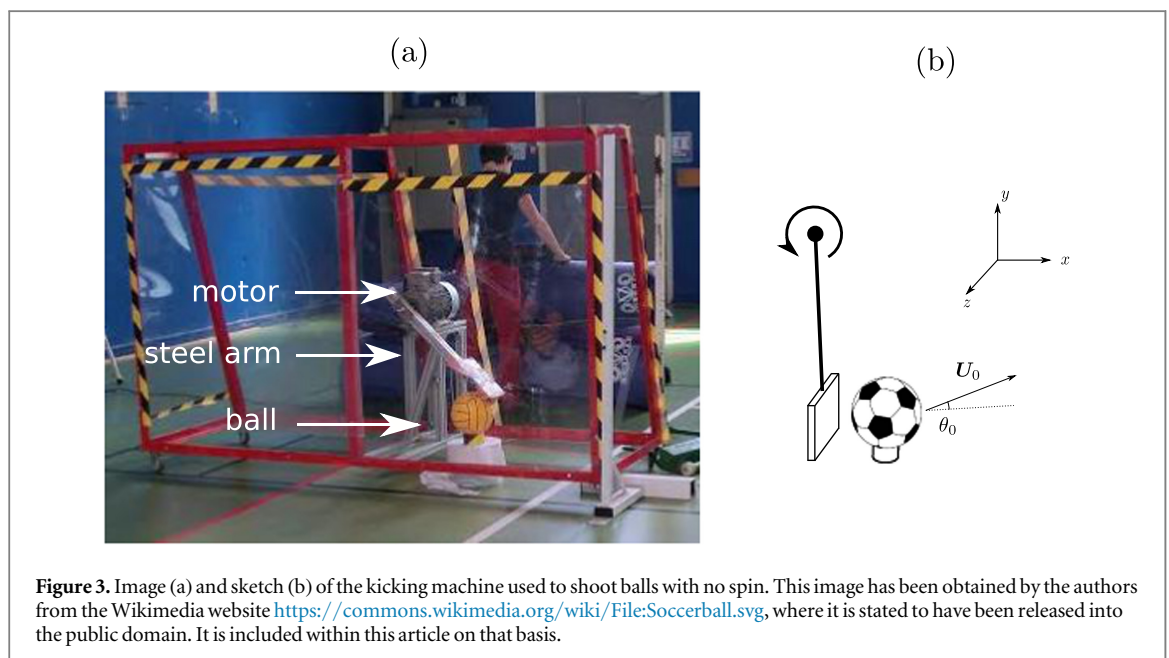 (a)
(b)
motor
steel arm
ball
y
x
z
U₀
θ₀
Figure 3. Image (a) and sketch (b) of the kicking machine used to shoot balls with no spin. This image has been obtained by the authors
from the Wikimedia website https://commons.wikimedia.org/wiki/File:Soccerball.svg, where it is stated to have been released into
the public domain. It is included within this article on that basis.